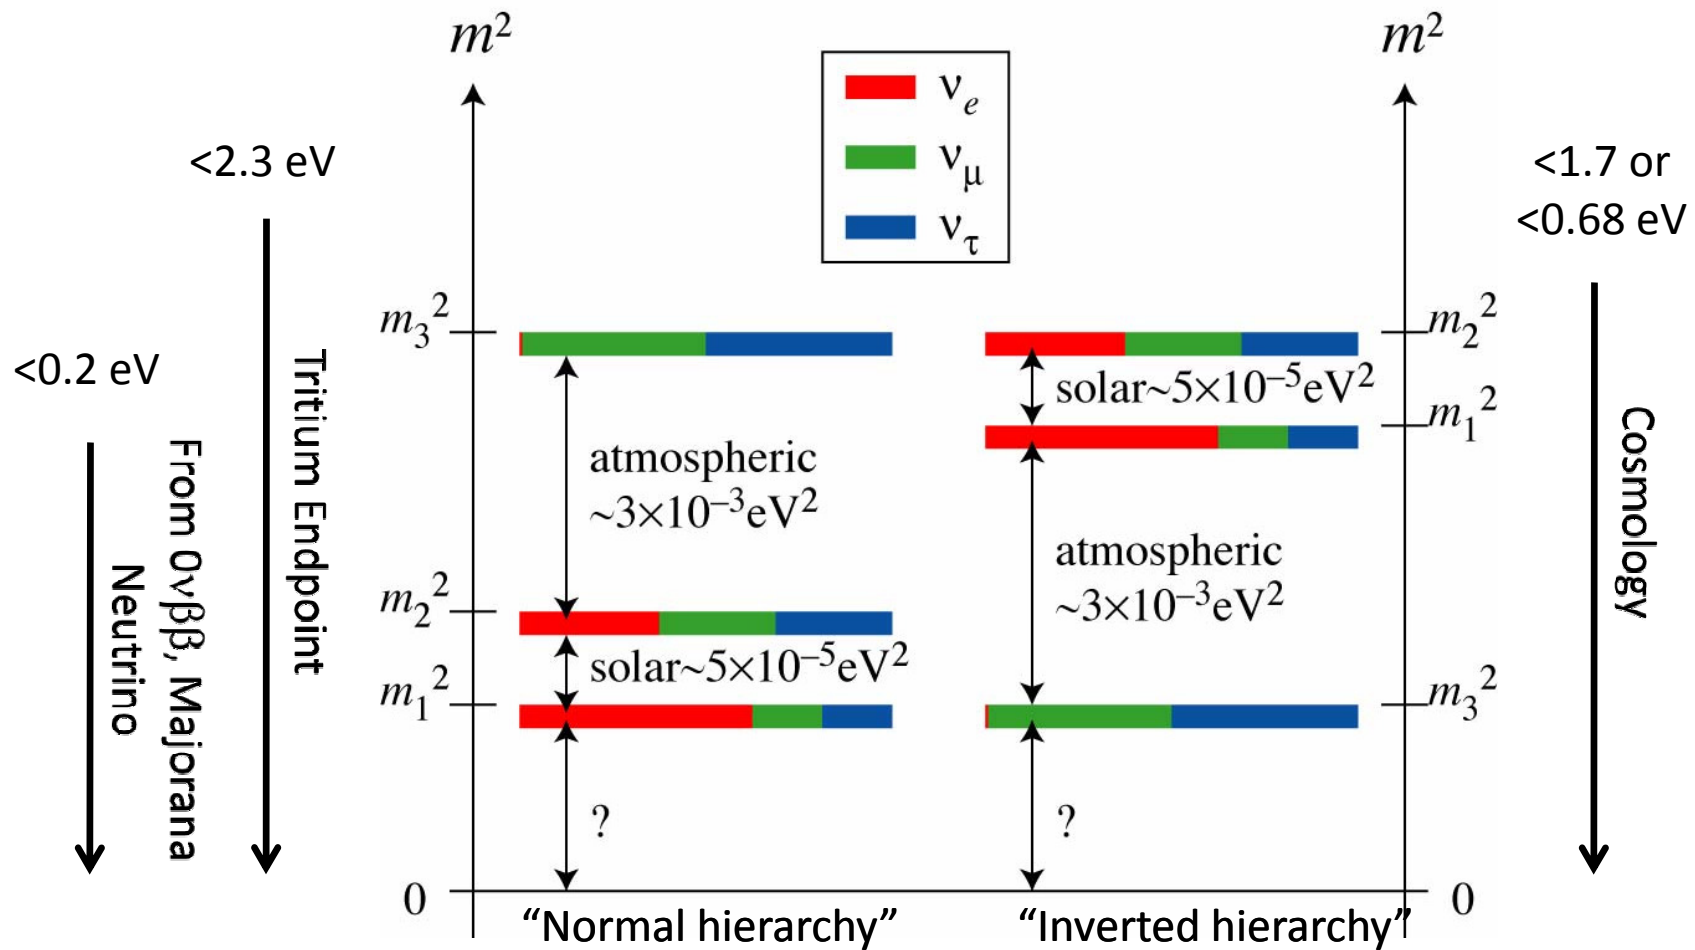 m²
m²
νe
νμ
ντ
<2.3 eV
<1.7 or
<0.68 eV
<0.2 eV
m₃²
m₂²
solar~5×10⁻⁵eV²
m₁²
atmospheric
~3×10⁻³eV²
atmospheric
~3×10⁻³eV²
m₂²
solar~5×10⁻⁵eV²
m₁²
m₃²
?
?
0
0
"Normal hierarchy"
"Inverted hierarchy"
From 0νββ, Majorana
Neutrino
Tritium Endpoint
Cosmology